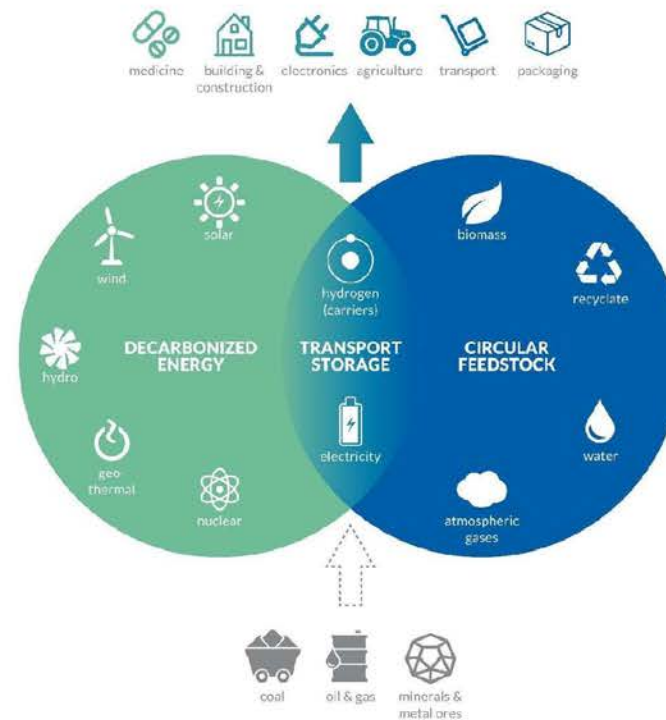 medicine
building &
construction
electronics
agriculture
transport
packaging
solar
wind
hydro
geo
thermal
nuclear
DECARBONIZED
ENERGY
hydrogen
(carriers)
TRANSPORT
STORAGE
electricity
biomass
recyclate
CIRCULAR
FEEDSTOCK
water
atmospheric
gases
coal
oil & gas
minerals &
metal ores